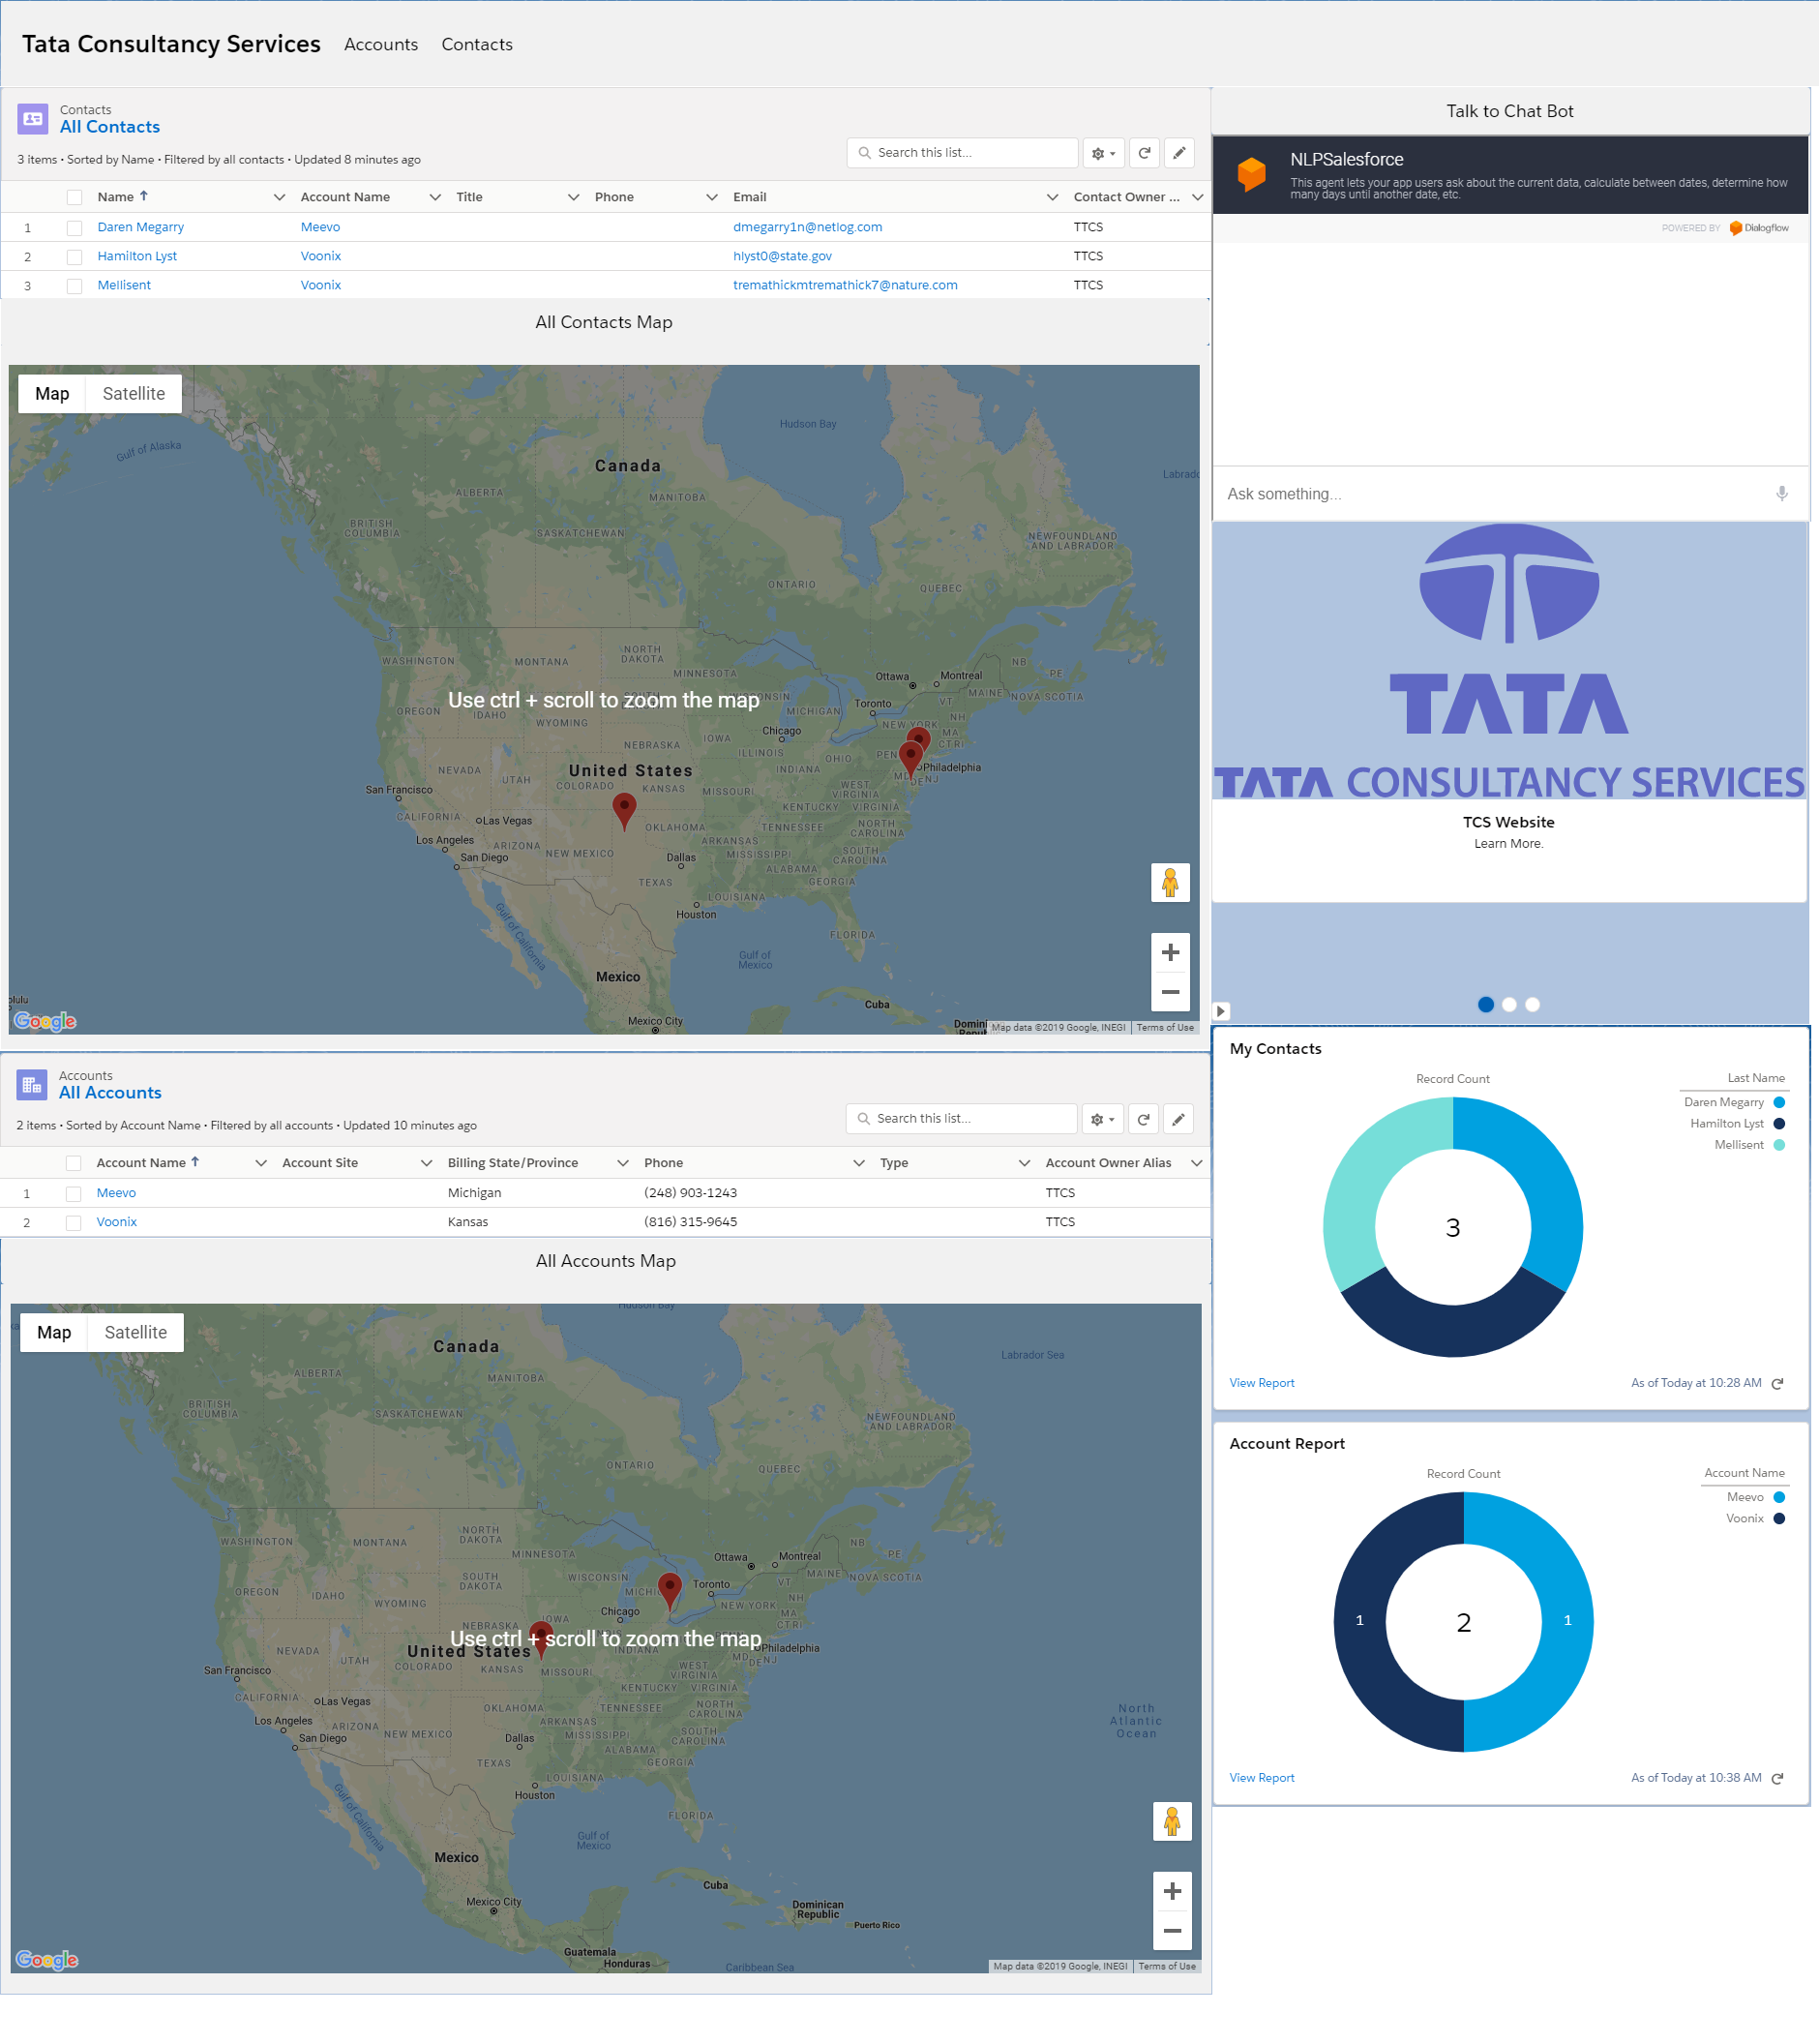 Tata Consultancy Services Accounts Contacts
Contacts
All Contacts
3 items • Sorted by Name • Filtered by all contacts • Updated 8 minutes ago
Search this list...
Name Account Name Title Phone Email Contact Owner ...
1 Daren Megarry Meevo dmegarry1n@netlog.com TTCS
2 Hamilton Lyst Voonix hlyst0@state.gov TTCS
3 Mellisent Voonix tremathickmtremathick7@nature.com TTCS
All Contacts Map
Map Satellite
Hudson Bay
Gulf of Alaska
Canada
ALBERTA
MANITOBA
BRITISH
COLUMBIA
SASKATCHEWAN
NEWFOUNDLAND
AND LABRADOR
ONTARIO
QUEBEC
WASHINGTON
MONTANA
NORTH
DAKOTA
MINNESOTA
Ottawa
Montreal
NB
PE
MAINE
NOVA SCOTIA
Use ctrl + scroll to zoom the map
OREGON
IDAHO
WYOMING
MICHIGAN
Toronto
VT
NH
NEW YORK
MA
CT RI
Chicago
IOWA
NEBRASKA
ILLINOIS
INDIANA
OHIO
PEN
Philadelphia
MD
DE
NJ
NEVADA
UTAH
United States
COLORADO
KANSAS
MISSOURI
WEST
VIRGINIA
KENTUCKY
VIRGINIA
San Francisco
CALIFORNIA
Las Vegas
OKLAHOMA
TENNESSEE
NORTH
CAROLINA
Los Angeles
ARIZONA
NEW MEXICO
ARKANSAS
MISSISSIPPI
SOUTH
CAROLINA
San Diego
Dallas
ALABAMA
GEORGIA
TEXAS
LOUISIANA
Houston
FLORIDA
Gulf of California
Gulf of
Mexico
Mexico
Cuba
Mexico City
Google
Map data ©2019 Google, INEGI Terms of Use
Accounts
All Accounts
2 items • Sorted by Account Name • Filtered by all accounts • Updated 10 minutes ago
Search this list...
Account Name Account Site Billing State/Province Phone Type Account Owner Alias
1 Meevo Michigan (248) 903-1243 TTCS
2 Voonix Kansas (816) 315-9645 TTCS
All Accounts Map
Map Satellite
Hudson Bay
Canada
Labrador Sea
ALBERTA
MANITOBA
BRITISH
COLUMBIA
SASKATCHEWAN
NEWFOUNDLAND
AND LABRADOR
ONTARIO
QUEBEC
WASHINGTON
MONTANA
NORTH
DAKOTA
MINNESOTA
Ottawa
Montreal
NB
PE
MAINE
NOVA SCOTIA
SOUTH
DAKOTA
WISCONSIN
OREGON
IDAHO
WYOMING
MICHI
Toronto
VT
NH
NEW YORK
MA
CT RI
Chicago
IOWA
NEBRASKA
Use ctrl + scroll to zoom the map
ILLINOIS
INDIANA
Philadelphia
MD
DE
NJ
NEVADA
UTAH
United States
COLORADO
KANSAS
MISSOURI
WEST
VIRGINIA
KENTUCKY
VIRGINIA
San Francisco
CALIFORNIA
Las Vegas
OKLAHOMA
TENNESSEE
NORTH
CAROLINA
Los Angeles
ARIZONA
NEW MEXICO
ARKANSAS
MISSISSIPPI
SOUTH
CAROLINA
San Diego
Dallas
ALABAMA
GEORGIA
TEXAS
LOUISIANA
Houston
FLORIDA
North
Atlantic
Ocean
Gulf of California
Gulf of
Mexico
Mexico
Cuba
Mexico City
Dominican
Republic
Puerto Rico
Guatemala
Honduras
Caribbean Sea
Google
Map data ©2019 Google, INEGI Terms of Use
Talk to Chat Bot
NLPSalesforce
This agent lets your app users ask about the current data, calculate between dates, determine how
many days until another date, etc.
POWERED BY Dialogflow
Ask something...
TATA
TATA CONSULTANCY SERVICES
TCS Website
Learn More.
My Contacts
Record Count
Last Name
Daren Megarry
Hamilton Lyst
Mellisent
3
View Report As of Today at 10:28 AM
Account Report
Record Count
Account Name
Meevo
Voonix
1 2 1
View Report As of Today at 10:38 AM